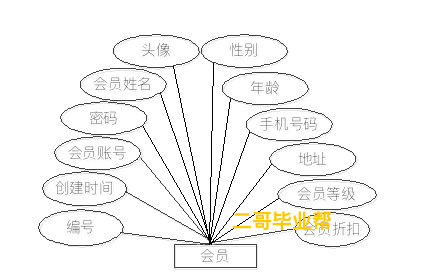 头像
性别
会员姓名
年龄
密码
手机号码
会员账号
地址
创建时间
会员等级
编号
二哥毕业帮
会员折扣
会员